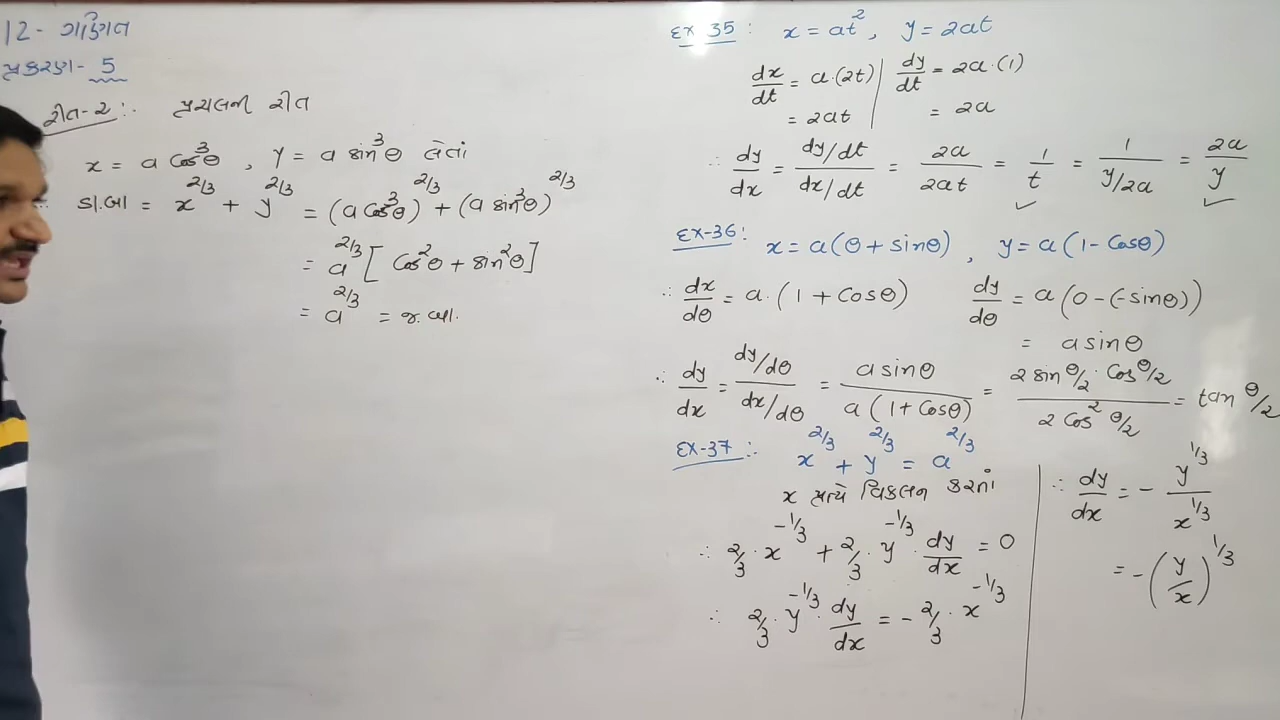 12- ગણિત
પ્રકરણ- 5
રીત-2 :- પ્રચલની રીત
x = a cos³θ , y = a sin³θ લેતાં
∴ ડા.બા = x^(2/3) + y^(2/3) = (a cos³θ)^(2/3) + (a sin³θ)^(2/3)
= a^(2/3) [ cos²θ + sin²θ ]
= a^(2/3) = જ.બા.
Ex 35 : x = at² , y = 2at
dx/dt = a.(2t) | dy/dt = 2a.(1)
= 2at | = 2a
∴ dy/dx = (dy/dt)/(dx/dt) = 2a/2at = 1/t = 1/(y/2a) = 2a/y
Ex-36: x = a(θ + sinθ) , y = a(1 - cosθ)
∴ dx/dθ = a.(1 + cosθ) dy/dθ = a(0-(-sinθ))
= a sinθ
∴ dy/dx = (dy/dθ)/(dx/dθ) = a sinθ/a(1+cosθ) = 2 sin θ/2 . cos θ/2 / 2 cos² θ/2 = tan θ/2
Ex-37 :- x^(2/3) + y^(2/3) = a^(2/3)
x પ્રત્યે વિકલન કરતાં
∴ 2/3 . x^(-1/3) + 2/3 . y^(-1/3) . dy/dx = 0
∴ 2/3 . y^(-1/3) . dy/dx = - 2/3 . x^(-1/3)
∴ dy/dx = - y^(1/3)/x^(1/3)
= -(y/x)^(1/3)